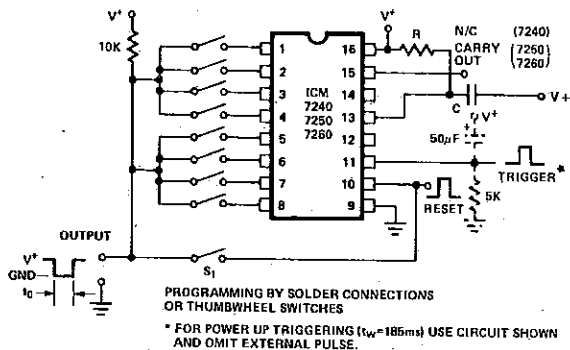 V+
10K
1
2
3
4
5
6
7
8
ICM
7240
7250
7260
16
15
14
13
12
11
10
9
V+
R
N/C (7240)
CARRY OUT (7250 7260)
C
V+
V+
+
50μF
TRIGGER*
5K
RESET
OUTPUT
V+
GND
t0
S1
PROGRAMMING BY SOLDER CONNECTIONS
OR THUMBWHEEL SWITCHES
* FOR POWER UP TRIGGERING (tw=185ms) USE CIRCUIT SHOWN
AND OMIT EXTERNAL PULSE.